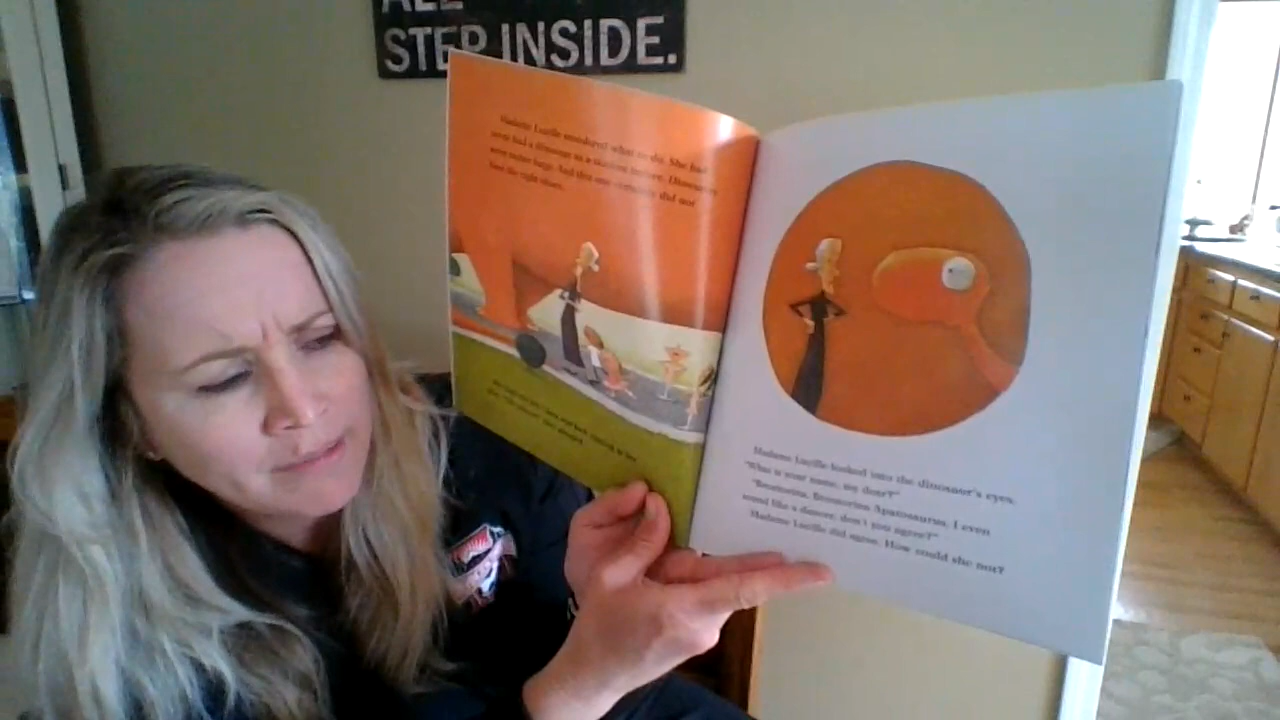 ALL
STEP INSIDE.
Madame Lucille wondered what to do. She had
never had a dinosaur as a student before. Dinosaurs
were rather large. And this one certainly did not
have the right shoes.
Madame Lucille looked into the dinosaur's eyes.
"What is your name, my dear?"
"Brontorina. Brontorina Apatosaurus. I even
sound like a dancer, don't you agree?"
Madame Lucille did agree. How could she not?